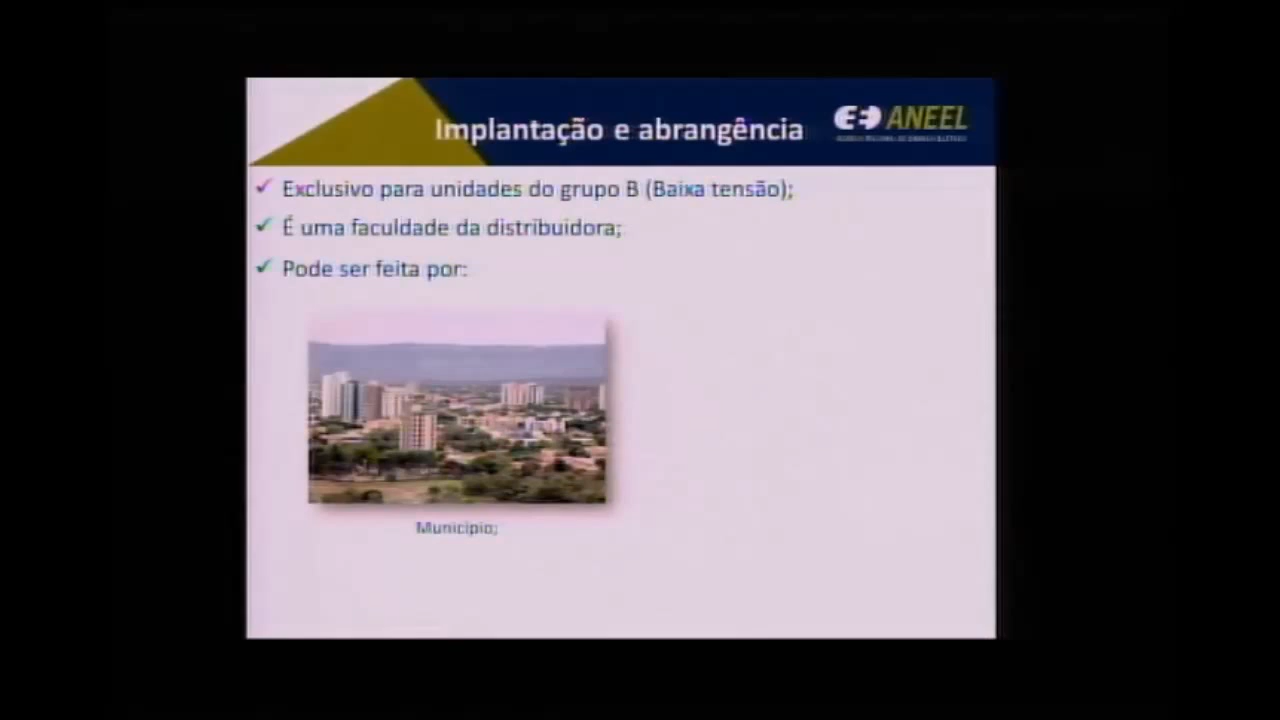 Implantação e abrangência
ANEEL
✓ Exclusivo para unidades do grupo B (Baixa tensão);
✓ É uma faculdade da distribuidora;
✓ Pode ser feita por:
Município;